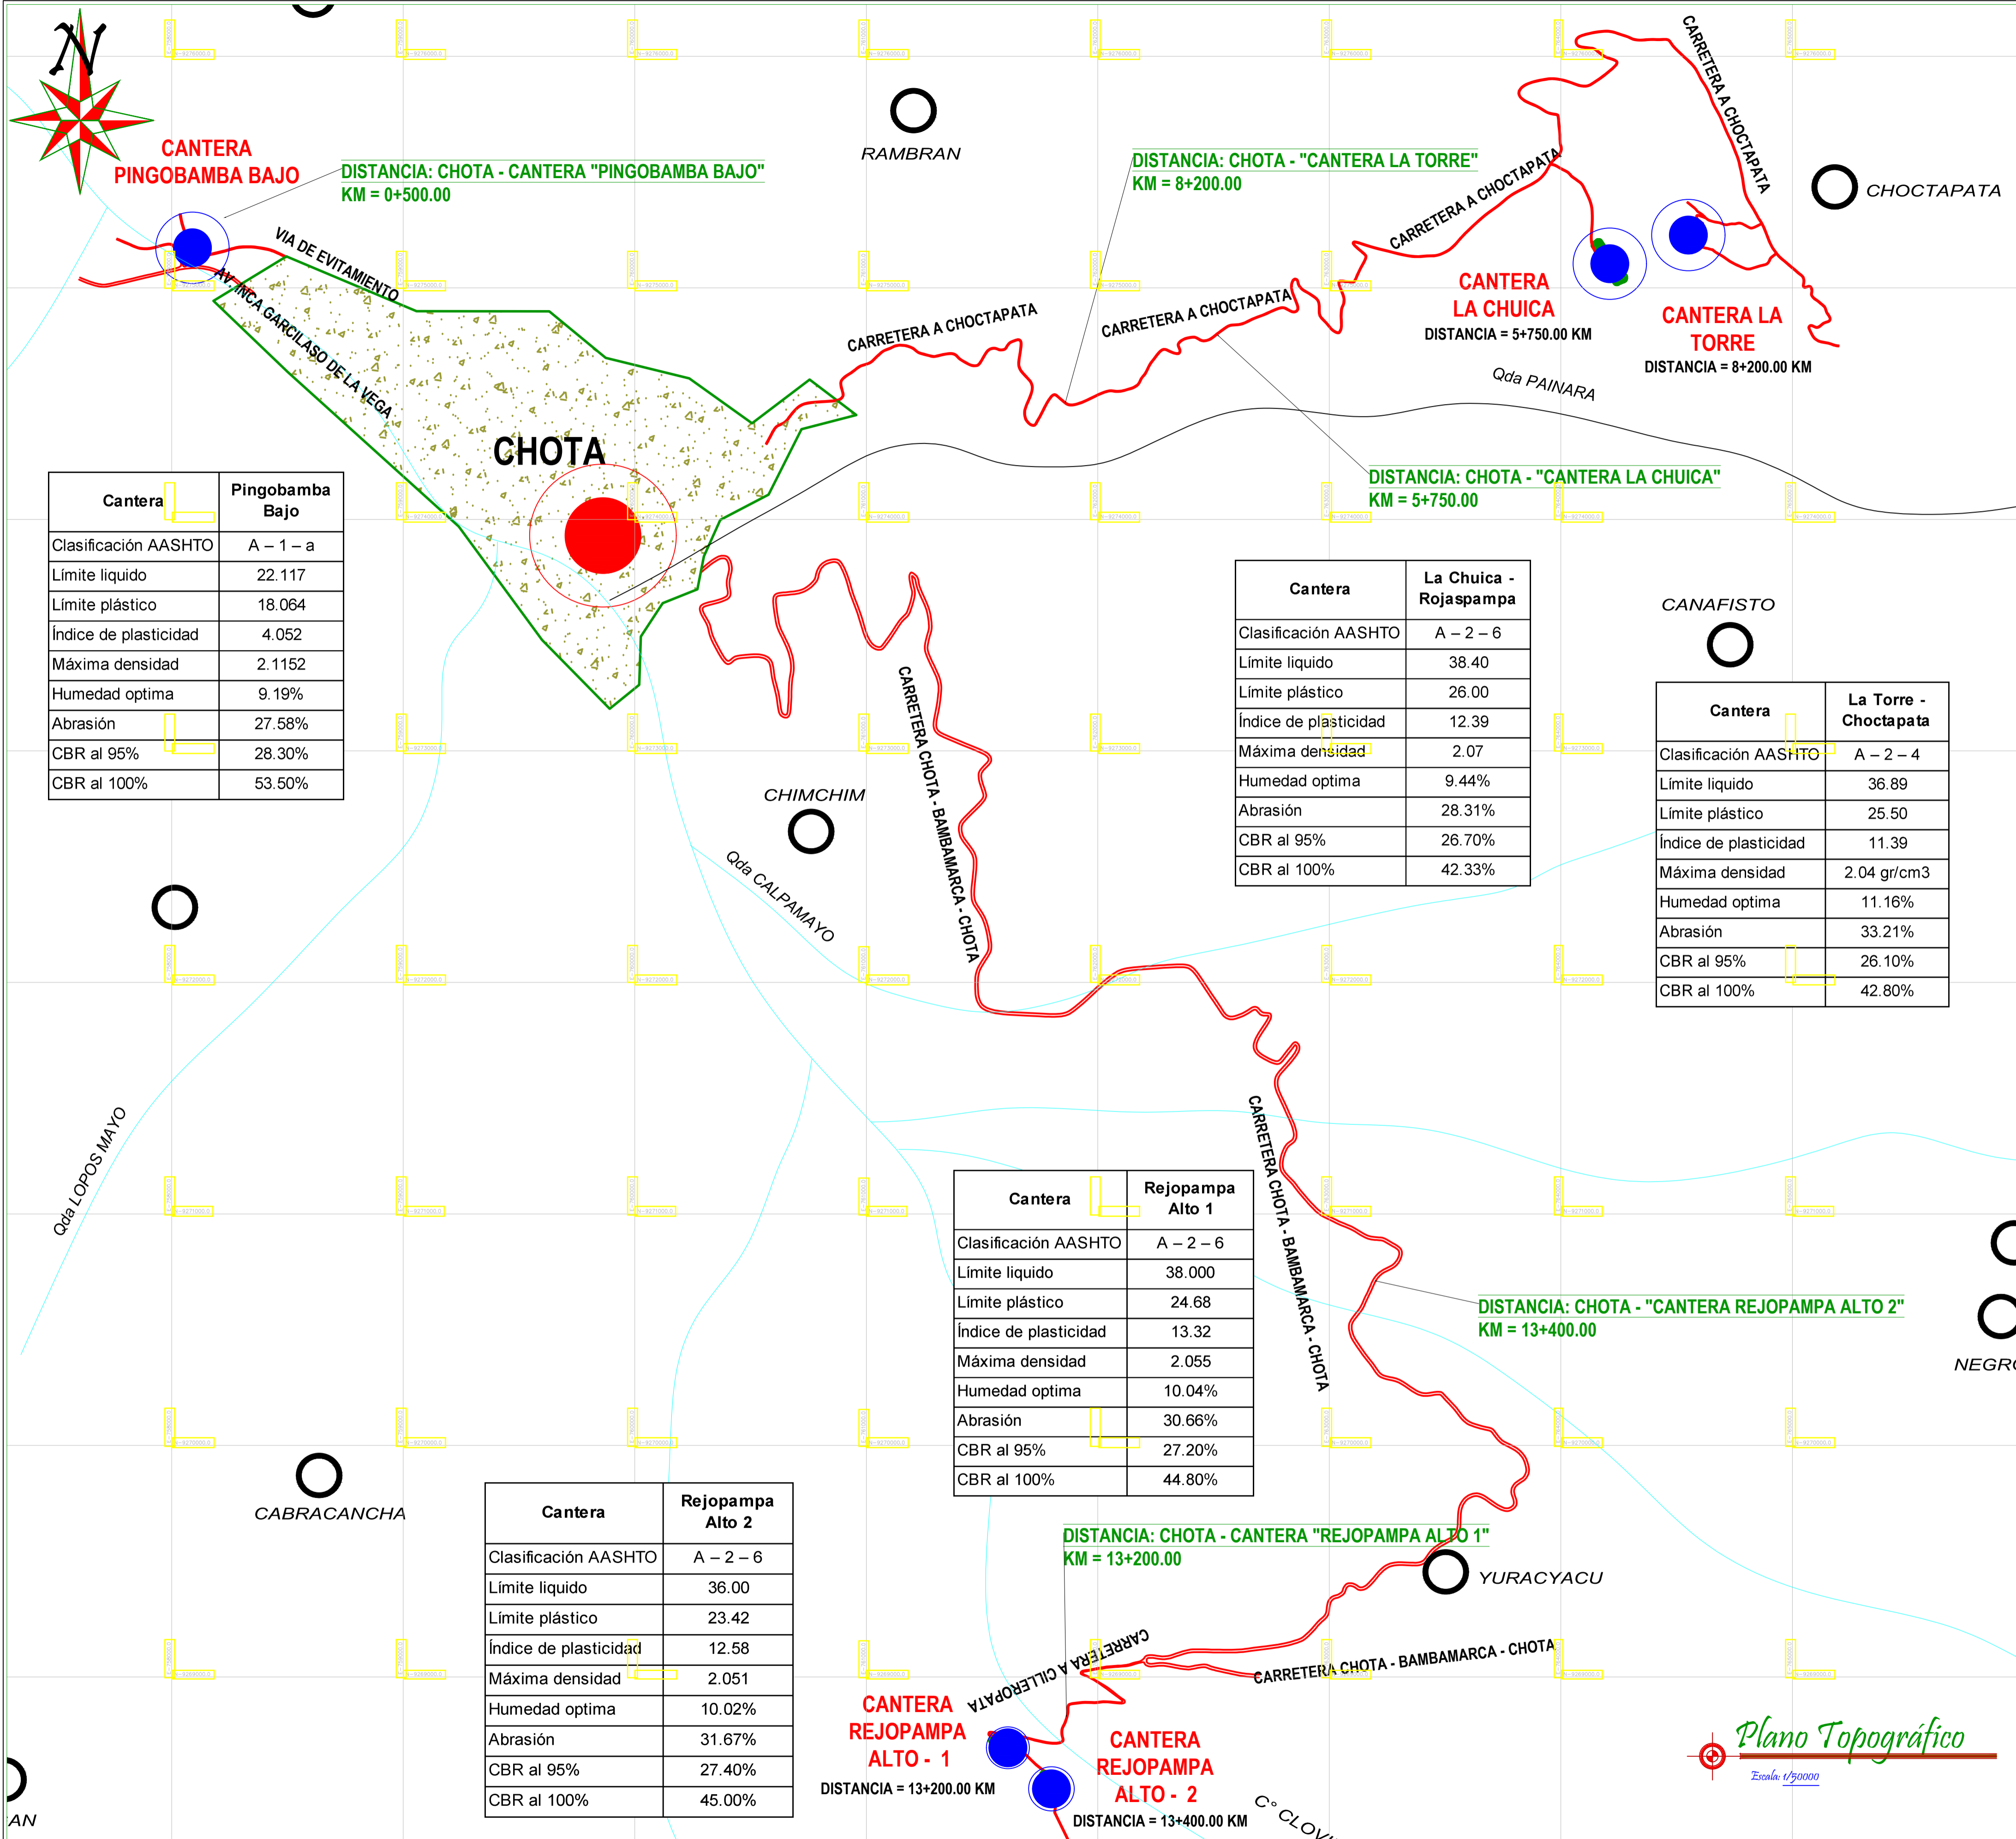 N
CANTERA
PINGOBAMBA BAJO
DISTANCIA: CHOTA - CANTERA "PINGOBAMBA BAJO"
KM = 0+500.00
VIA DE EVITAMIENTO
AV. INCA GARCILASO DE LA VEGA
RAMBRAN
DISTANCIA: CHOTA - "CANTERA LA TORRE"
KM = 8+200.00
CARRETERA A CHOCTAPATA
CARRETERA A CHOCTAPATA
CARRETERA A CHOCTAPATA
CARRETERA A CHOCTAPATA
CHOCTAPATA
CANTERA
LA CHUICA
DISTANCIA = 5+750.00 KM
CANTERA LA
TORRE
DISTANCIA = 8+200.00 KM
Qda PAINARA
CHOTA
DISTANCIA: CHOTA - "CANTERA LA CHUICA"
KM = 5+750.00
Cantera Pingobamba Bajo
Clasificación AASHTO A – 1 – a
Límite liquido 22.117
Límite plástico 18.064
Índice de plasticidad 4.052
Máxima densidad 2.1152
Humedad optima 9.19%
Abrasión 27.58%
CBR al 95% 28.30%
CBR al 100% 53.50%
Cantera La Chuica - Rojaspampa
Clasificación AASHTO A – 2 – 6
Límite liquido 38.40
Límite plástico 26.00
Índice de plasticidad 12.39
Máxima densidad 2.07
Humedad optima 9.44%
Abrasión 28.31%
CBR al 95% 26.70%
CBR al 100% 42.33%
CANAFISTO
Cantera La Torre - Choctapata
Clasificación AASHTO A – 2 – 4
Límite liquido 36.89
Límite plástico 25.50
Índice de plasticidad 11.39
Máxima densidad 2.04 gr/cm3
Humedad optima 11.16%
Abrasión 33.21%
CBR al 95% 26.10%
CBR al 100% 42.80%
CARRETERA CHOTA - BAMBAMARCA - CHOTA
CHIMCHIM
Qda CALPAMAYO
Qda LOPOS MAYO
CARRETERA CHOTA - BAMBAMARCA - CHOTA
Cantera Rejopampa Alto 1
Clasificación AASHTO A – 2 – 6
Límite liquido 38.000
Límite plástico 24.68
Índice de plasticidad 13.32
Máxima densidad 2.055
Humedad optima 10.04%
Abrasión 30.66%
CBR al 95% 27.20%
CBR al 100% 44.80%
DISTANCIA: CHOTA - "CANTERA REJOPAMPA ALTO 2"
KM = 13+400.00
NEGRO
CABRACANCHA
Cantera Rejopampa Alto 2
Clasificación AASHTO A – 2 – 6
Límite liquido 36.00
Límite plástico 23.42
Índice de plasticidad 12.58
Máxima densidad 2.051
Humedad optima 10.02%
Abrasión 31.67%
CBR al 95% 27.40%
CBR al 100% 45.00%
DISTANCIA: CHOTA - CANTERA "REJOPAMPA ALTO 1"
KM = 13+200.00
YURACYACU
CARRETERA A CILLEROPATA
CARRETERA CHOTA - BAMBAMARCA - CHOTA
CANTERA
REJOPAMPA
ALTO - 1
DISTANCIA = 13+200.00 KM
CANTERA
REJOPAMPA
ALTO - 2
DISTANCIA = 13+400.00 KM
Plano Topográfico
Escala: 1/50000
AN